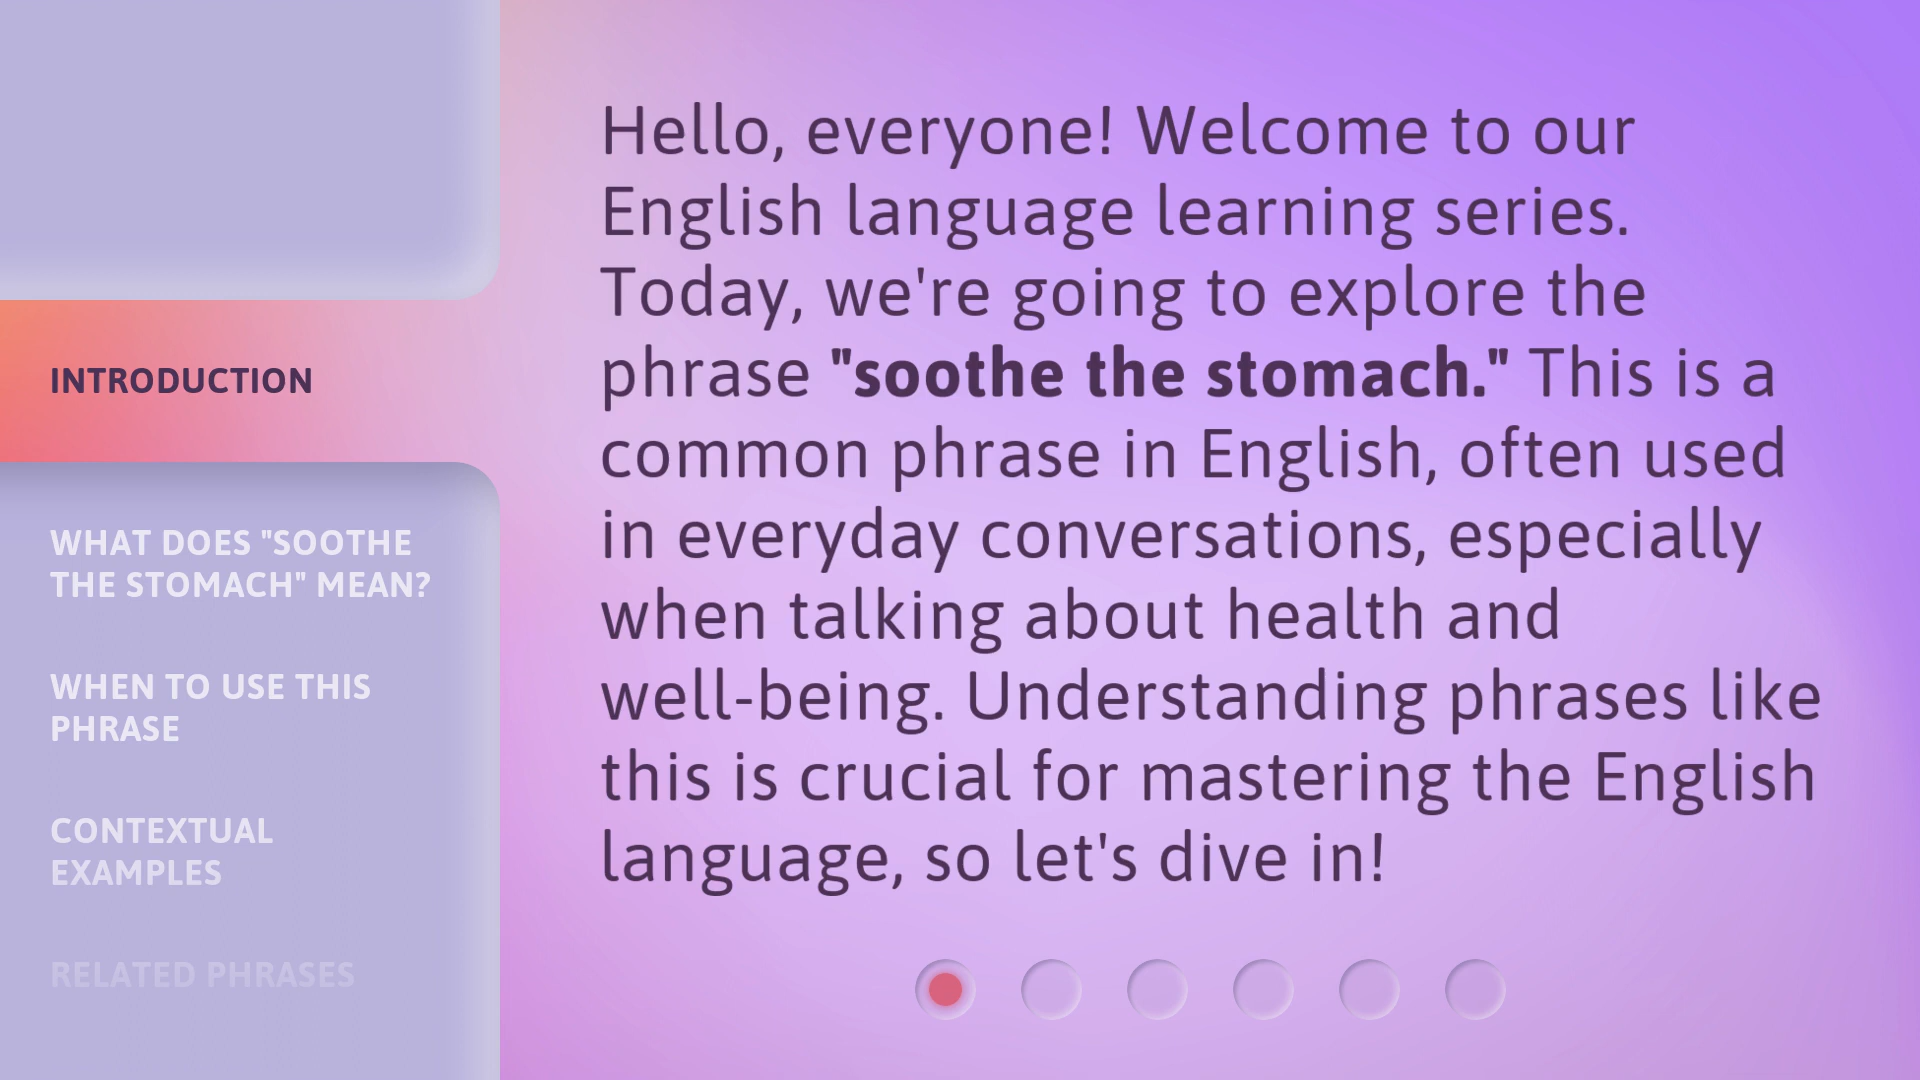 INTRODUCTION
WHAT DOES "SOOTHE
THE STOMACH" MEAN?
WHEN TO USE THIS
PHRASE
CONTEXTUAL
EXAMPLES
RELATED PHRASES
Hello, everyone! Welcome to our
English language learning series.
Today, we're going to explore the
phrase "soothe the stomach." This is a
common phrase in English, often used
in everyday conversations, especially
when talking about health and
well-being. Understanding phrases like
this is crucial for mastering the English
language, so let's dive in!